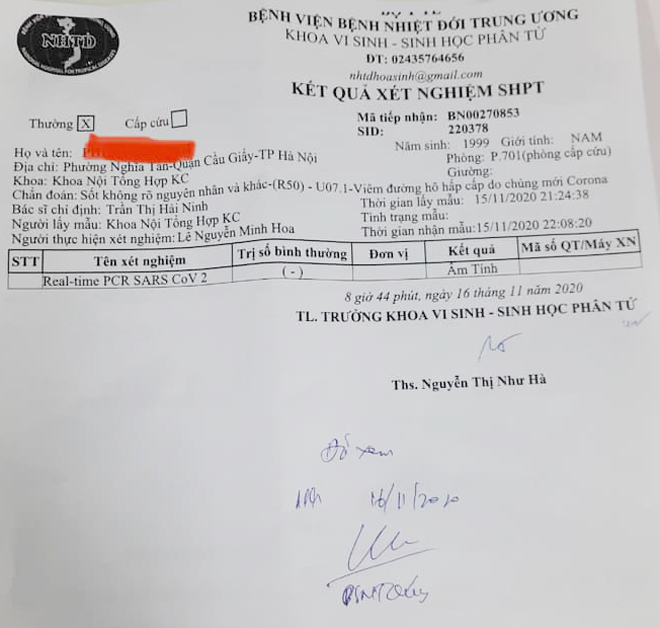 BỆNH VIỆN BỆNH NHIỆT ĐỚI TRUNG ƯƠNG
KHOA VI SINH - SINH HỌC PHÂN TỬ
ĐT: 02435764656
nhtdhoasinh@gmail.com
NHTD
NATIONAL HOSPITAL FOR TROPICAL DISEASES
KẾT QUẢ XÉT NGHIỆM SHPT
Thường X Cấp cứu
Mã tiếp nhận: BN00270853
SID: 220378
Họ và tên:
Năm sinh: 1999 Giới tính: NAM
Địa chỉ: Phường Nghĩa Tân-Quận Cầu Giấy-TP Hà Nội
Phòng: P.701(phòng cấp cứu)
Khoa: Khoa Nội Tổng Hợp KC
Giường:
Chẩn đoán: Sốt không rõ nguyên nhân và khác-(R50) - U07.1-Viêm đường hô hấp cấp do chủng mới Corona
Bác sĩ chỉ định: Trần Thị Hải Ninh
Thời gian lấy mẫu: 15/11/2020 21:24:38
Người lấy mẫu: Khoa Nội Tổng Hợp KC
Tình trạng mẫu:
Người thực hiện xét nghiệm: Lê Nguyễn Minh Hoa
Thời gian nhận mẫu:15/11/2020 22:08:20
STT Tên xét nghiệm Trị số bình thường Đơn vị Kết quả Mã số QT/Máy XN
Real-time PCR SARS CoV 2 ( - ) Âm Tính
8 giờ 44 phút, ngày 16 tháng 11 năm 2020
TL. TRƯỞNG KHOA VI SINH - SINH HỌC PHÂN TỬ
Ths. Nguyễn Thị Như Hà
Đã xem
16/11/2020